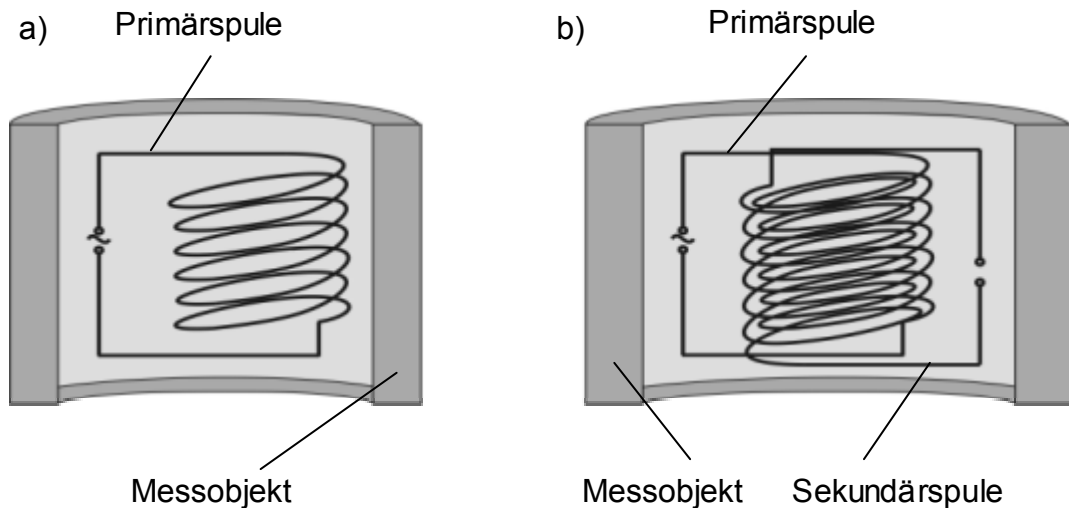 a) Primärspule
b) Primärspule
~
~
Messobjekt
Messobjekt Sekundärspule